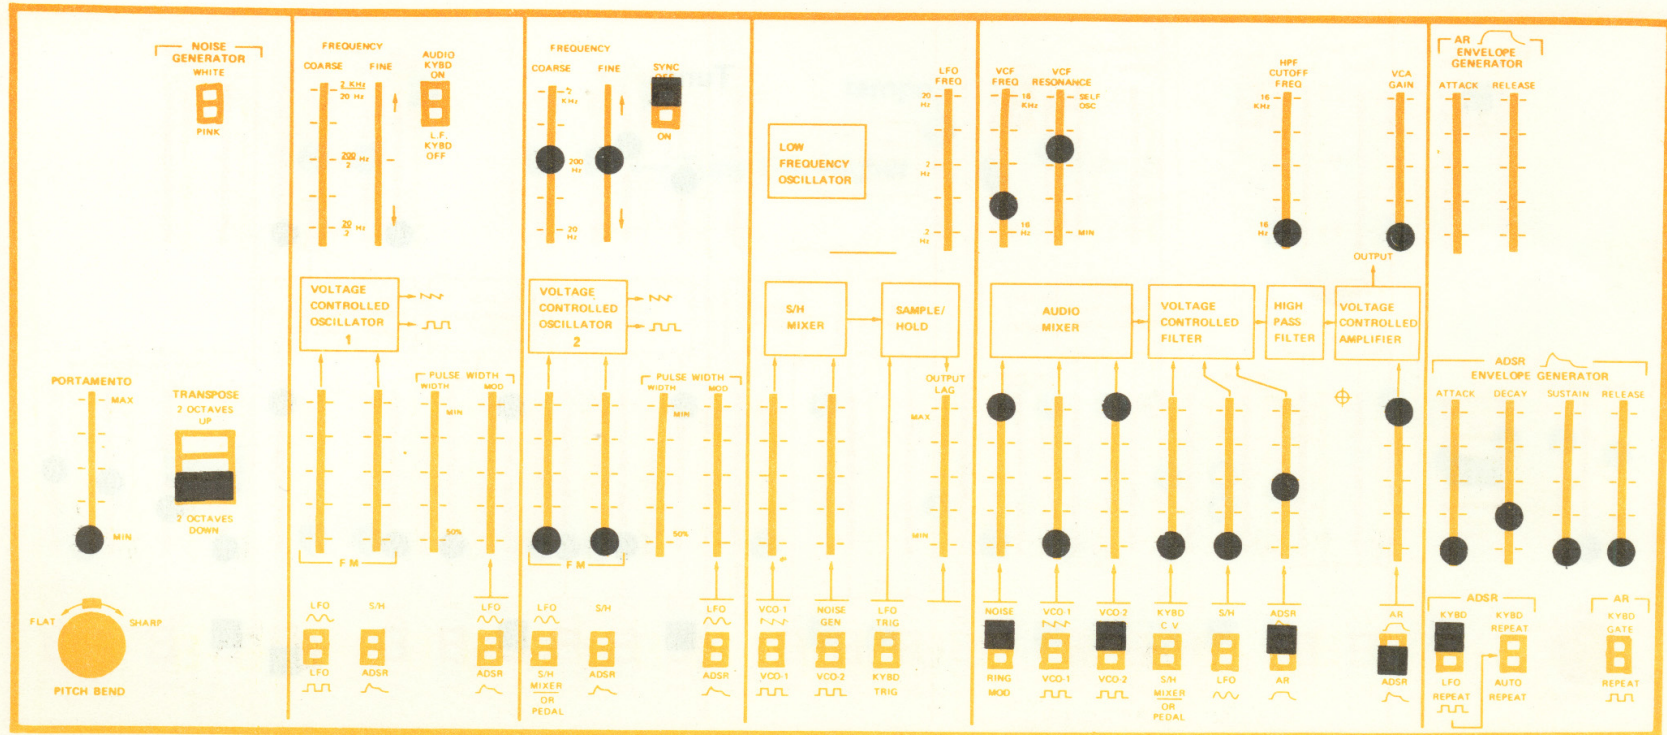 NOISE
GENERATOR
WHITE
PINK
PORTAMENTO
MAX
MIN
TRANSPOSE
2 OCTAVES
UP
2 OCTAVES
DOWN
FLAT
SHARP
PITCH BEND
FREQUENCY
COARSE FINE
2 KHz
20 Hz
200 Hz
2
20 Hz
2
AUDIO
KYBD
ON
L.F.
KYBD
OFF
VOLTAGE
CONTROLLED
OSCILLATOR
1
PULSE WIDTH
WIDTH MOD
MIN
50%
FM
LFO
S/H
LFO
LFO
ADSR
ADSR
FREQUENCY
COARSE FINE
2
KHz
200
Hz
20
Hz
SYNC
ON
VOLTAGE
CONTROLLED
OSCILLATOR
2
PULSE WIDTH
WIDTH MOD
MIN
50%
FM
LFO
S/H
LFO
S/H
MIXER
OR
PEDAL
ADSR
ADSR
LOW
FREQUENCY
OSCILLATOR
LFO
FREQ
20
Hz
2
Hz
.2
Hz
S/H
MIXER
SAMPLE/
HOLD
OUTPUT
LAG
MAX
MIN
VCO-1
NOISE
GEN
LFO
TRIG
VCO-1
VCO-2
KYBD
TRIG
VCF
FREQ
16
KHz
16
Hz
VCF
RESONANCE
SELF
OSC
MIN
HPF
CUTOFF
FREQ
16
KHz
16
Hz
VCA
GAIN
OUTPUT
AUDIO
MIXER
VOLTAGE
CONTROLLED
FILTER
HIGH
PASS
FILTER
VOLTAGE
CONTROLLED
AMPLIFIER
NOISE
VCO-1
VCO-2
KYBD
C V
S/H
ADSR
AR
RING
MOD
VCO-1
VCO-2
S/H
MIXER
OR
PEDAL
LFO
AR
ADSR
AR
ENVELOPE
GENERATOR
ATTACK RELEASE
ADSR
ENVELOPE GENERATOR
ATTACK DECAY SUSTAIN RELEASE
ADSR
KYBD
KYBD
REPEAT
LFO
REPEAT
AUTO
REPEAT
AR
KYBD
GATE
REPEAT